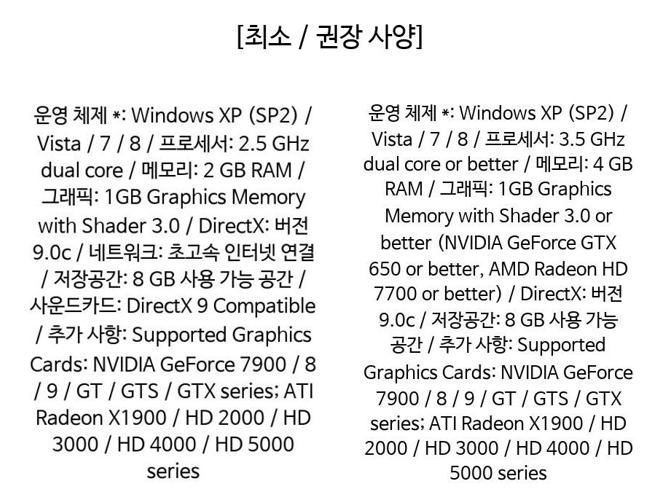 [최소 / 권장 사양]
운영 체제 *: Windows XP (SP2) /
Vista / 7 / 8 / 프로세서: 2.5 GHz
dual core / 메모리: 2 GB RAM /
그래픽: 1GB Graphics Memory
with Shader 3.0 / DirectX: 버전
9.0c / 네트워크: 초고속 인터넷 연결
/ 저장공간: 8 GB 사용 가능 공간 /
사운드카드: DirectX 9 Compatible
/ 추가 사항: Supported Graphics
Cards: NVIDIA GeForce 7900 / 8
/ 9 / GT / GTS / GTX series; ATI
Radeon X1900 / HD 2000 / HD
3000 / HD 4000 / HD 5000
series
운영 체제 *: Windows XP (SP2) /
Vista / 7 / 8 / 프로세서: 3.5 GHz
dual core or better / 메모리: 4 GB
RAM / 그래픽: 1GB Graphics
Memory with Shader 3.0 or
better (NVIDIA GeForce GTX
650 or better, AMD Radeon HD
7700 or better) / DirectX: 버전
9.0c / 저장공간: 8 GB 사용 가능
공간 / 추가 사항: Supported
Graphics Cards: NVIDIA GeForce
7900 / 8 / 9 / GT / GTS / GTX
series; ATI Radeon X1900 / HD
2000 / HD 3000 / HD 4000 / HD
5000 series